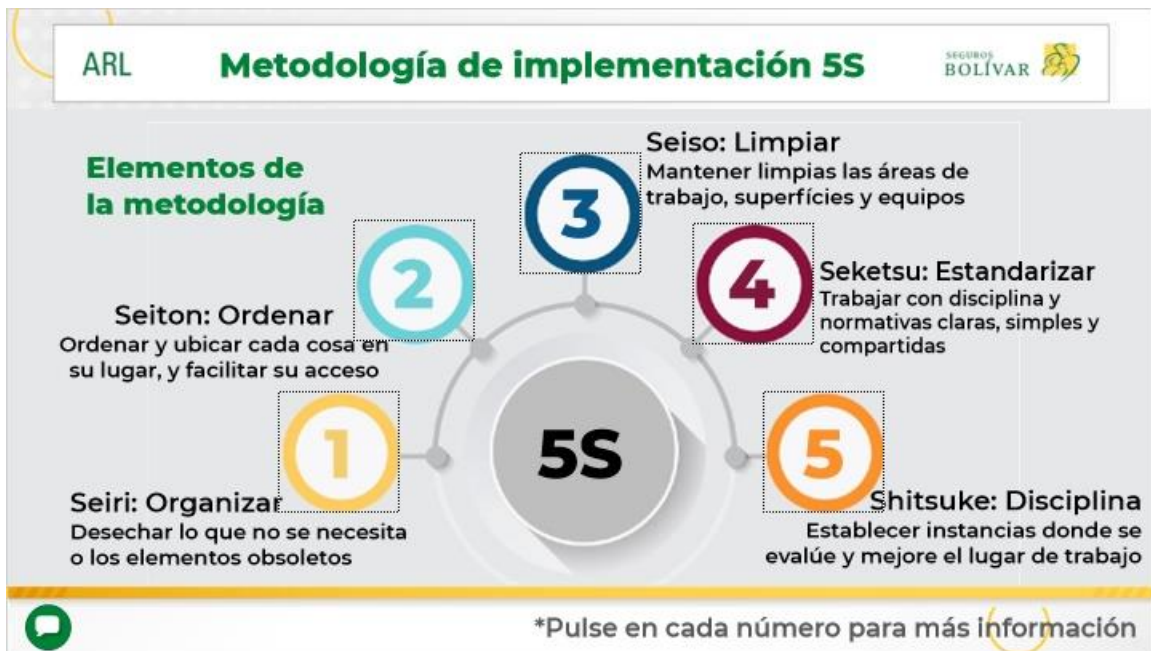 ARL
Metodología de implementación 5S
SEGUROS
BOLÍVAR
Elementos de
la metodología
1
Seiri: Organizar
Desechar lo que no se necesita
o los elementos obsoletos
2
Seiton: Ordenar
Ordenar y ubicar cada cosa en
su lugar, y facilitar su acceso
3
Seiso: Limpiar
Mantener limpias las áreas de
trabajo, superfícies y equipos
4
Seketsu: Estandarizar
Trabajar con disciplina y
normativas claras, simples y
compartidas
5
Shitsuke: Disciplina
Establecer instancias donde se
evalúe y mejore el lugar de trabajo
5S
*Pulse en cada número para más información